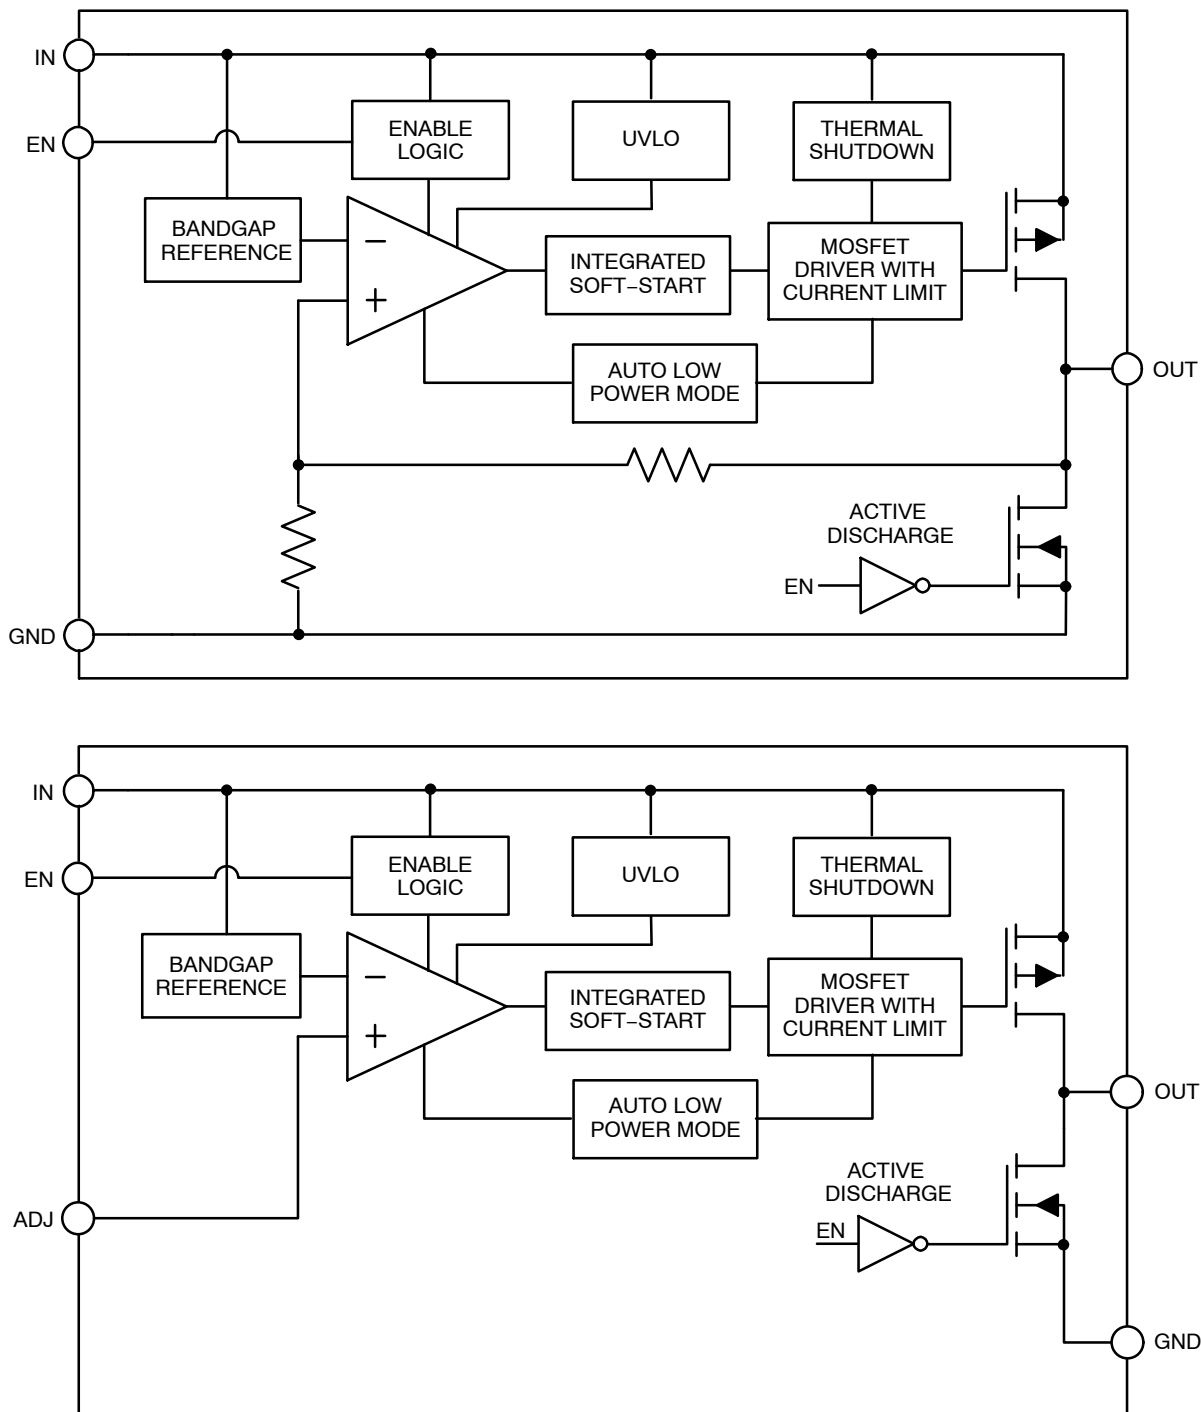 IN
EN
ENABLE
LOGIC
UVLO
THERMAL
SHUTDOWN
BANDGAP
REFERENCE
−
+
INTEGRATED
SOFT−START
MOSFET
DRIVER WITH
CURRENT LIMIT
AUTO LOW
POWER MODE
OUT
ACTIVE
DISCHARGE
EN
GND
IN
EN
ENABLE
LOGIC
UVLO
THERMAL
SHUTDOWN
BANDGAP
REFERENCE
−
+
INTEGRATED
SOFT−START
MOSFET
DRIVER WITH
CURRENT LIMIT
AUTO LOW
POWER MODE
OUT
ACTIVE
DISCHARGE
ADJ
EN
GND